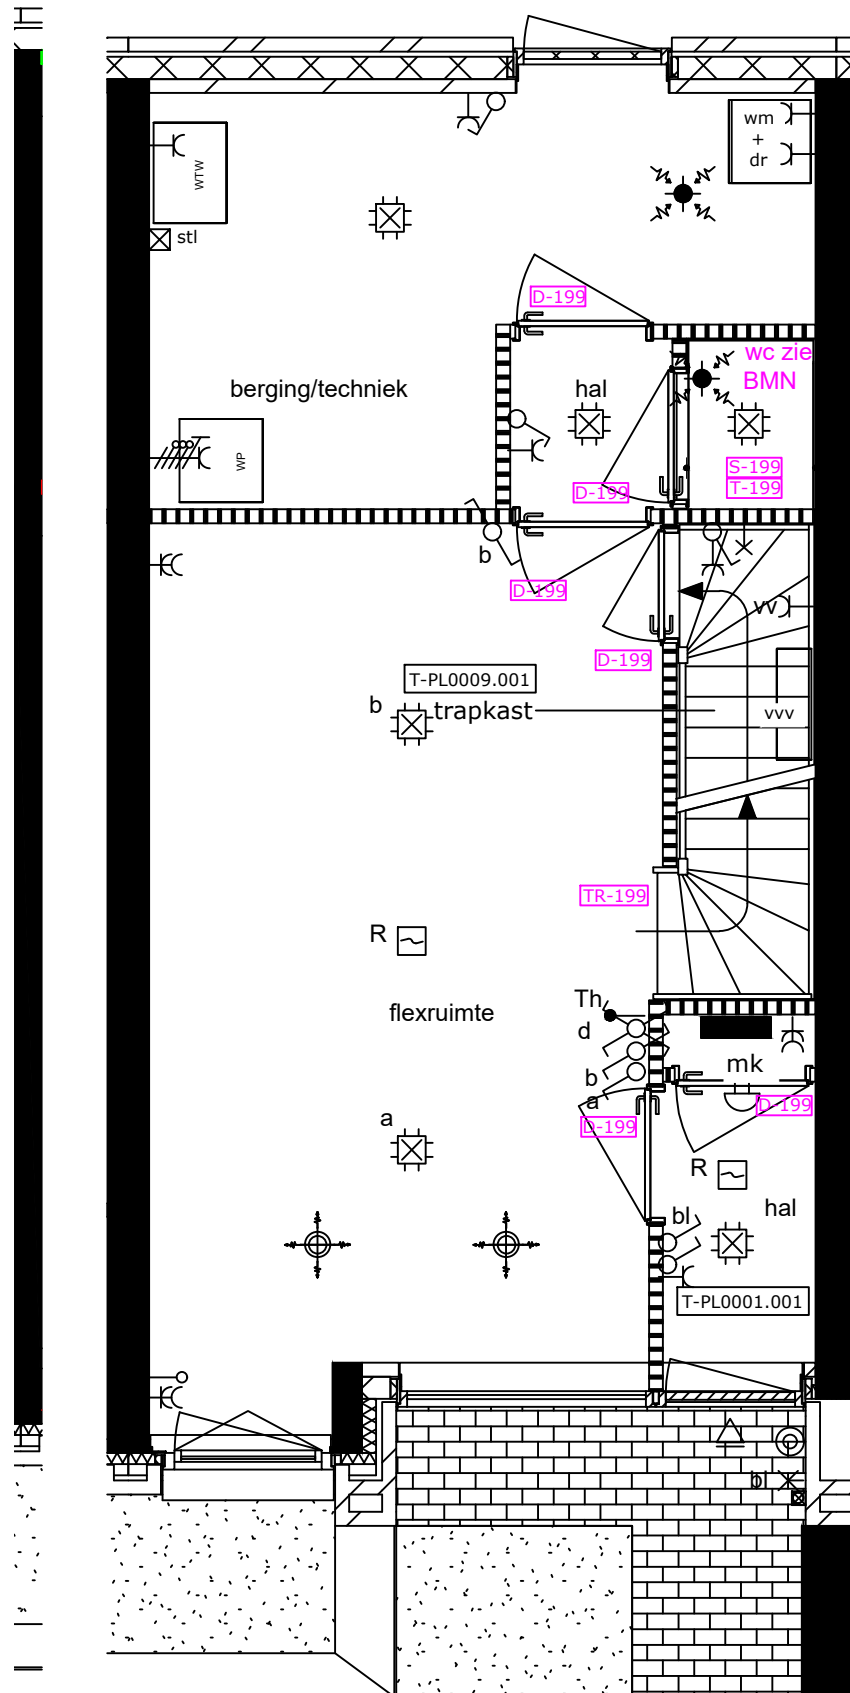 wm
+
dr
WTW
stl
D-199
wc zie
BMN
berging/techniek
hal
WP
S-199
T-199
D-199
b
D-199
vv
D-199
T-PL0009.001
b
trapkast
vvv
TR-199
R
flexruimte
Th
d
b
a
mk
D-199
a
D-199
R
hal
bl
T-PL0001.001
bl